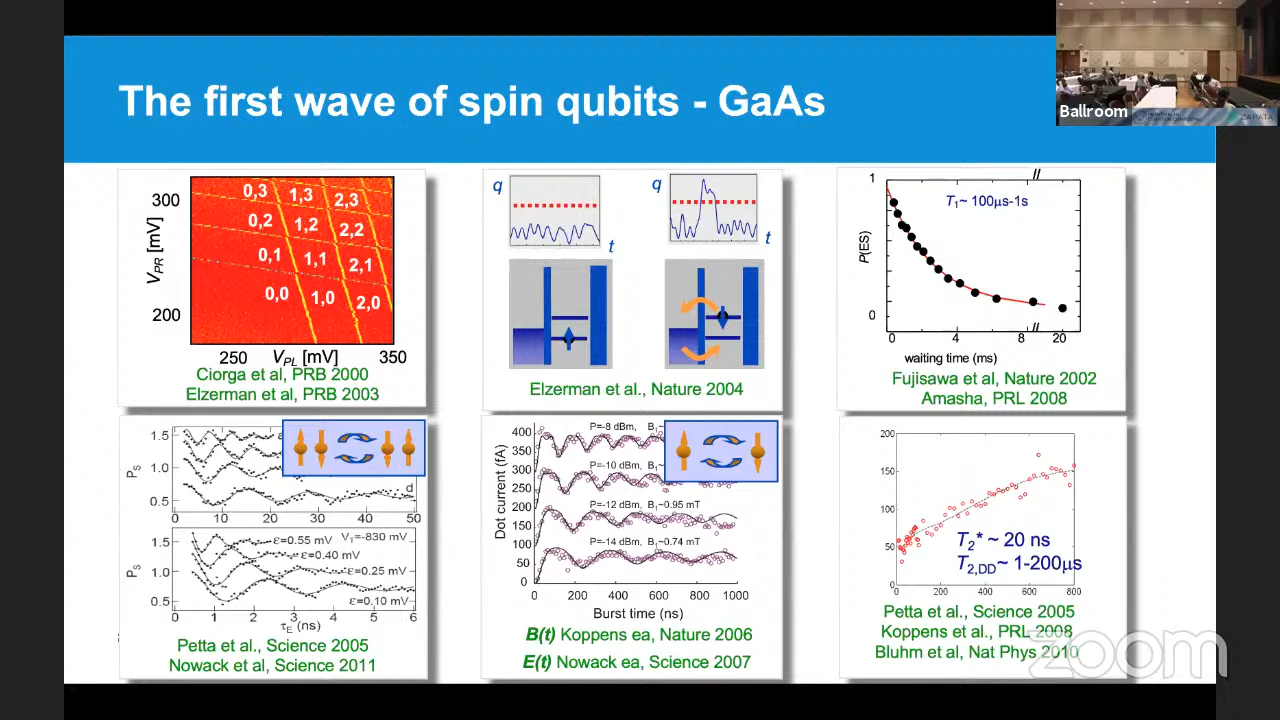 The first wave of spin qubits - GaAs
Ballroom
ZAPATA
300
200
V_PR [mV]
0,3 1,3 2,3
0,2 1,2 2,2
0,1 1,1 2,1
0,0 1,0 2,0
250 V_PL [mV] 350
Ciorga et al, PRB 2000
Elzerman et al, PRB 2003
q
t
q
t
Elzerman et al., Nature 2004
1
0
P(ES)
T1~ 100μs-1s
//
//
0 4 8 20
waiting time (ms)
Fujisawa et al, Nature 2002
Amasha, PRL 2008
1.5
1.0
0.5
P_S
d
0 10 20 30 40 50
1.5
1.0
0.5
P_S
ε=0.55 mV V_T=-830 mV
ε=0.40 mV
ε=0.25 mV
ε=0.10 mV
0 1 2 3 4 5 6
τ_E (ns)
Petta et al., Science 2005
Nowack et al, Science 2011
400
350
300
250
200
150
100
50
0
Dot current (fA)
P=-8 dBm, B1~
P=-10 dBm, B1~
P=-12 dBm, B1~0.95 mT
P=-14 dBm, B1~0.74 mT
0 200 400 600 800 1000
Burst time (ns)
B(t) Koppens ea, Nature 2006
E(t) Nowack ea, Science 2007
200
150
100
50
0
T2* ~ 20 ns
T2,DD~ 1-200μs
0 200 400 600 800
Petta et al., Science 2005
Koppens et al., PRL 2008
Bluhm et al, Nat Phys 2010
zoom